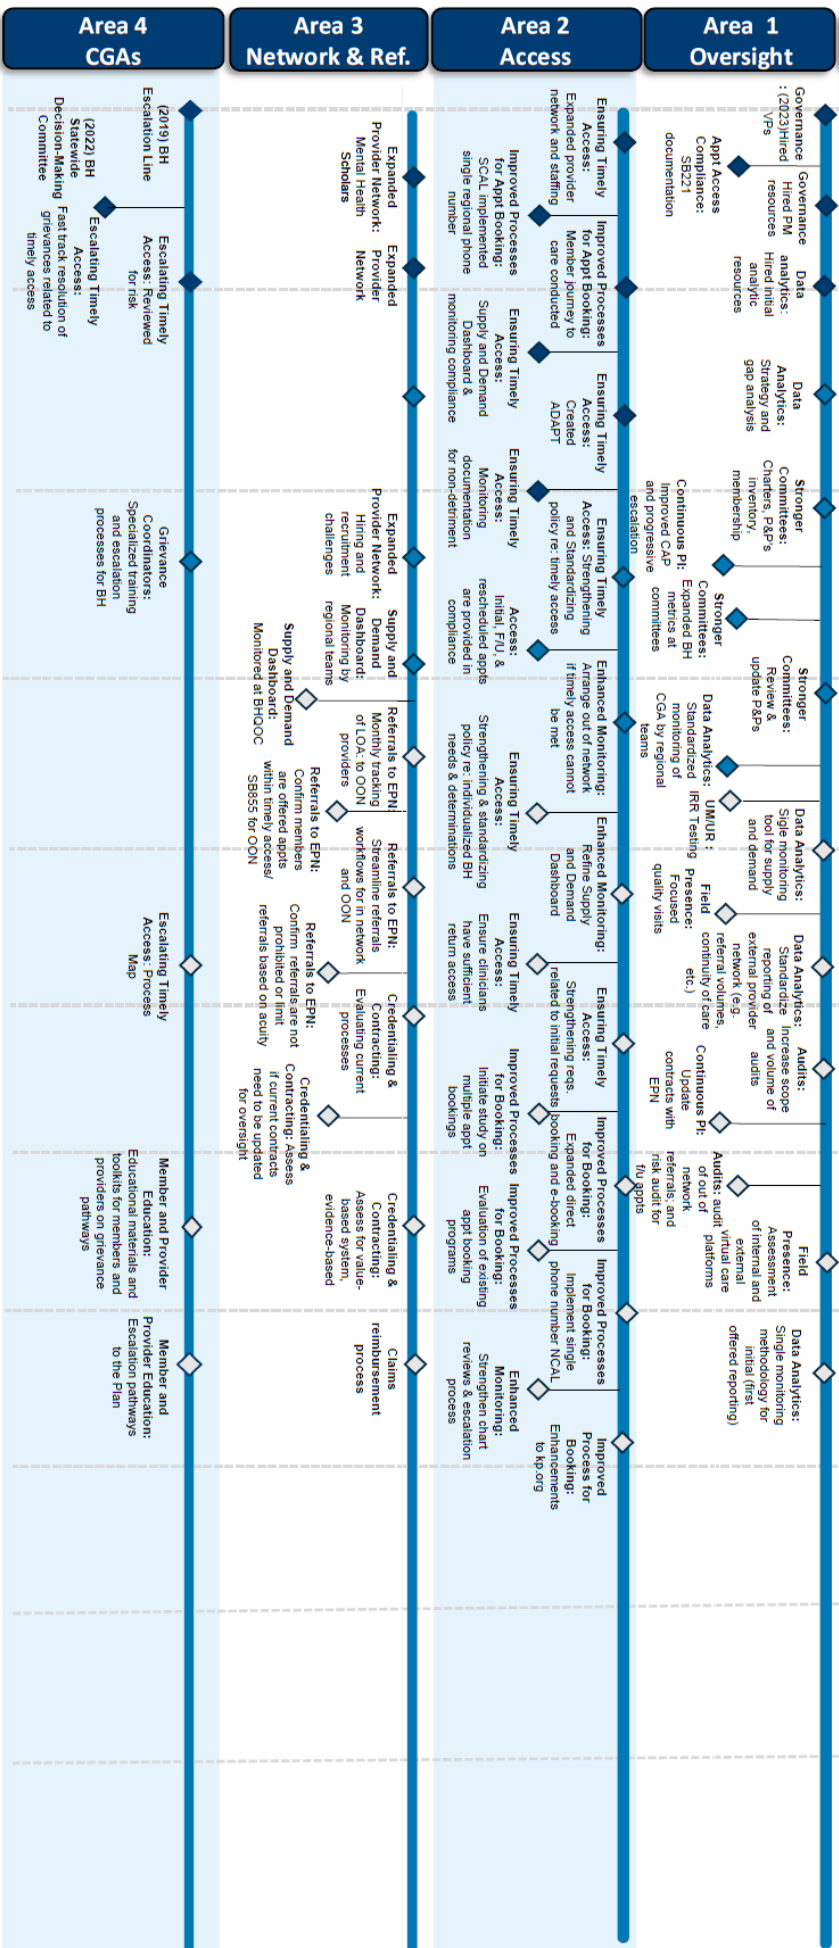 Area 4
CGAs
Area 3
Network & Ref.
Area 2
Access
Area 1
Oversight
Governance
: (2023)Hired
VPs
Appt Access
Compliance:
SB221
documentation
Governance
Hired PM
resources
Data
analytics:
Hired initial
analytic
resources
Data
Analytics:
Strategy and
gap analysis
Stronger
Committees:
Charters, P&P's
inventory,
membership
Continuous PI:
Improved CAP
and progressive
escalation
Stronger
Committees:
Expanded BH
metrics at
committees
Stronger
Committees:
Review &
update P&Ps
Data Analytics:
Standardized
monitoring of
CGA by regional
teams
UM/UR :
IRR Testing
Data Analytics:
Sigle monitoring
tool for supply
and demand
Field
Presence:
Focused
quality visits
Data Analytics:
Standardize
reporting of
external provider
network (e.g.
referral volumes,
continuity of care
etc.)
Audits:
Increase scope
and volume of
audits
Continuous PI:
Update
contracts with
EPN
Audits: audit
of out of
network
referrals, and
risk audit for
f/u appts
Field
Presence:
Assessment
of internal and
external
virtual care
platforms
Data Analytics:
Single monitoring
methodology for
initial (first
offered reporting)
Ensuring Timely
Access:
Expanded provider
network and staffing
Improved Processes
for Appt Booking:
SCAL implemented
single regional phone
number
Improved Processes
for Appt Booking:
Member journey to
care conducted
Ensuring Timely
Access:
Supply and Demand
Dashboard &
monitoring compliance
Ensuring Timely
Access:
Created
ADAPT
Ensuring Timely
Access:
Monitoring
documentation
for non-detriment
Ensuring Timely
Access: Strengthening
and Standardizing
policy re: timely access
Access:
Initial, F/U, &
rescheduled appts
are provided in
compliance
Enhanced Monitoring:
Arrange out of network
if timely access cannot
be met
Ensuring Timely
Access:
Strengthening & standardizing
policy re: individualized BH
needs & determinations
Enhanced Monitoring:
Refine Supply
and Demand
Dashboard
Ensuring Timely
Access:
Ensure clinicians
have sufficient
return access
Ensuring Timely
Access:
Strengthening reqs.
related to initial requests
Improved Processes
for Booking:
Initiate study on
multiple appt
bookings
Improved Processes
for Booking:
Expanded direct
booking and e-booking
Improved Processes
for Booking:
Evaluation of existing
appt booking
programs
Improved Processes
for Booking:
Implement single
phone number NCAL
Enhanced
Monitoring:
Strengthen chart
reviews & escalation
process
Improved
Process for
Booking:
Enhancements
to kp.org
Expanded
Provider Network:
Mental Health
Scholars
Expanded
Provider
Network
Expanded
Provider Network:
Hiring and
recruitment
challenges
Supply and
Demand
Dashboard:
Monitoring by
regional teams
Supply and Demand
Dashboard:
Monitored at BHQOC
Referrals to EPN:
Monthly tracking
of LOA: to OON
providers
Referrals to EPN:
Confirm members
are offered appts
within timely access/
SB855 for OON
Referrals to EPN:
Streamline referrals
workflows for in network
and OON
Referrals to EPN:
Confirm referrals are not
prohibited or limit
referrals based on acuity
Credentialing &
Contracting:
Evaluating current
processes
Credentialing &
Contracting: Assess
if current contracts
need to be updated
for oversight
Credentialing &
Contracting:
Assess for value-
based system,
evidence-based
Claims
reimbursement
process
(2019) BH
Escalation Line
(2022) BH
Statewide
Decision-Making
Committee
Escalating Timely
Access: Reviewed
for risk
Escalating Timely
Access:
Fast track resolution of
grievances related to
timely access
Grievance
Coordinators:
Specialized training
and escalation
processes for BH
Escalating Timely
Access: Process
Map
Member and Provider
Education:
Educational materials and
toolkits for members and
providers on grievance
pathways
Member and
Provider Education:
Escalation pathways
to the Plan